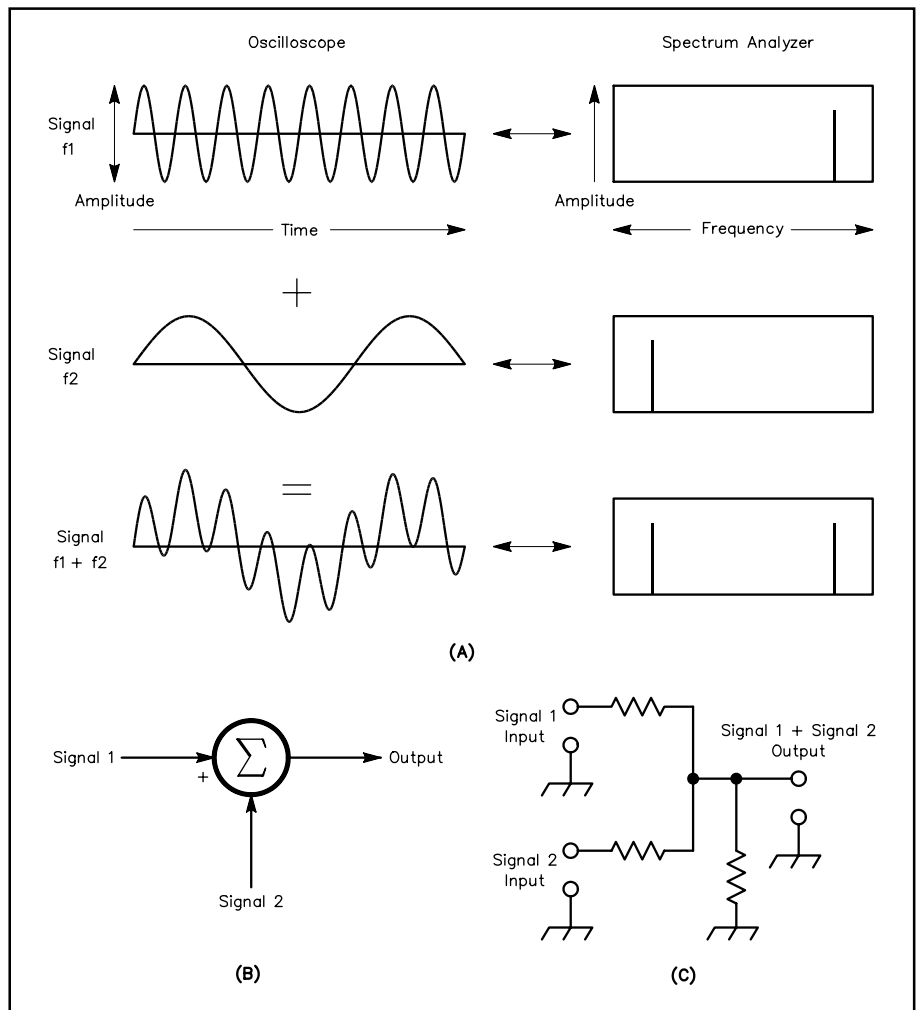 Oscilloscope
Spectrum Analyzer
Signal
f1
Amplitude
Amplitude
Time
Frequency
+
Signal
f2
=
Signal
f1 + f2
(A)
Signal 1
+
Σ
Output
Signal 2
(B)
Signal 1
Input
Signal 1 + Signal 2
Output
Signal 2
Input
(C)